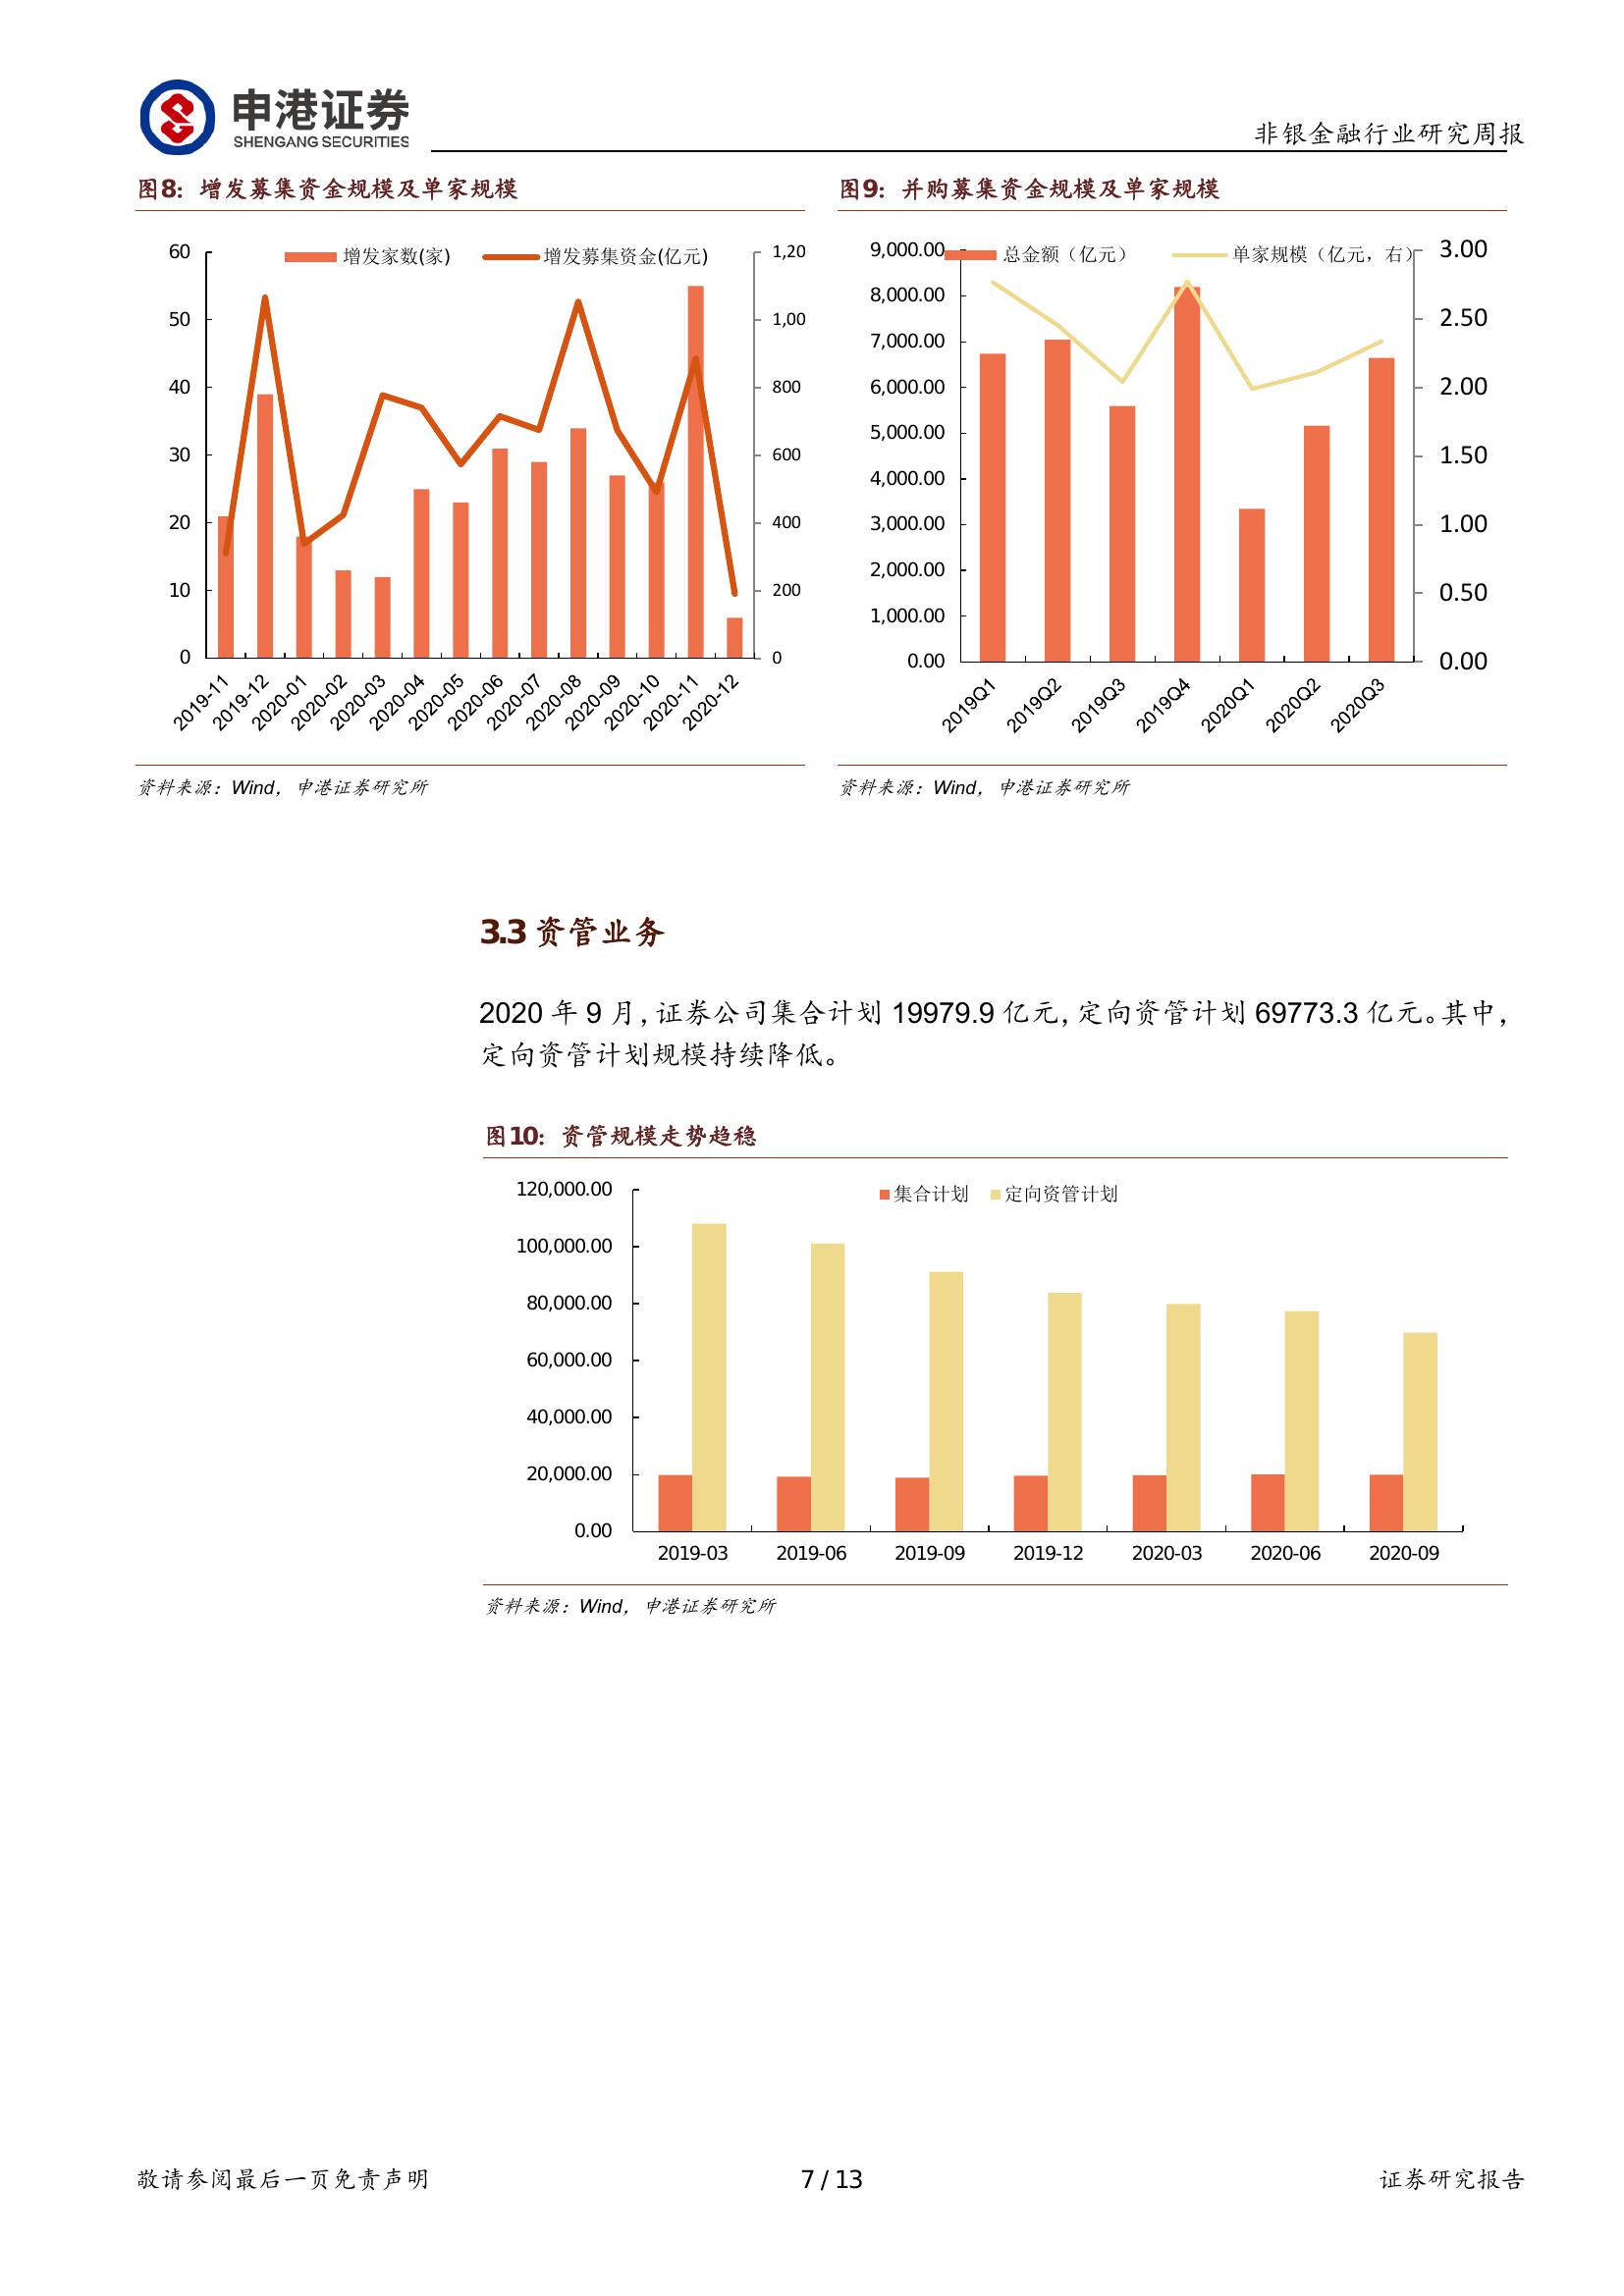 申港证券
SHENGANG SECURITIES
非银金融行业研究周报
图8：增发募集资金规模及单家规模
增发家数(家)
增发募集资金(亿元)
60
50
40
30
20
10
0
1,20
1,00
800
600
400
200
0
2019-11
2019-12
2020-01
2020-02
2020-03
2020-04
2020-05
2020-06
2020-07
2020-08
2020-09
2020-10
2020-11
2020-12
资料来源：Wind，申港证券研究所
图9：并购募集资金规模及单家规模
总金额（亿元）
单家规模（亿元，右）
9,000.00
8,000.00
7,000.00
6,000.00
5,000.00
4,000.00
3,000.00
2,000.00
1,000.00
0.00
3.00
2.50
2.00
1.50
1.00
0.50
0.00
2019Q1
2019Q2
2019Q3
2019Q4
2020Q1
2020Q2
2020Q3
资料来源：Wind，申港证券研究所
3.3 资管业务
2020 年 9 月，证券公司集合计划 19979.9 亿元，定向资管计划 69773.3 亿元。其中，
定向资管计划规模持续降低。
图10：资管规模走势趋稳
集合计划
定向资管计划
120,000.00
100,000.00
80,000.00
60,000.00
40,000.00
20,000.00
0.00
2019-03
2019-06
2019-09
2019-12
2020-03
2020-06
2020-09
资料来源：Wind，申港证券研究所
敬请参阅最后一页免责声明
7 / 13
证券研究报告